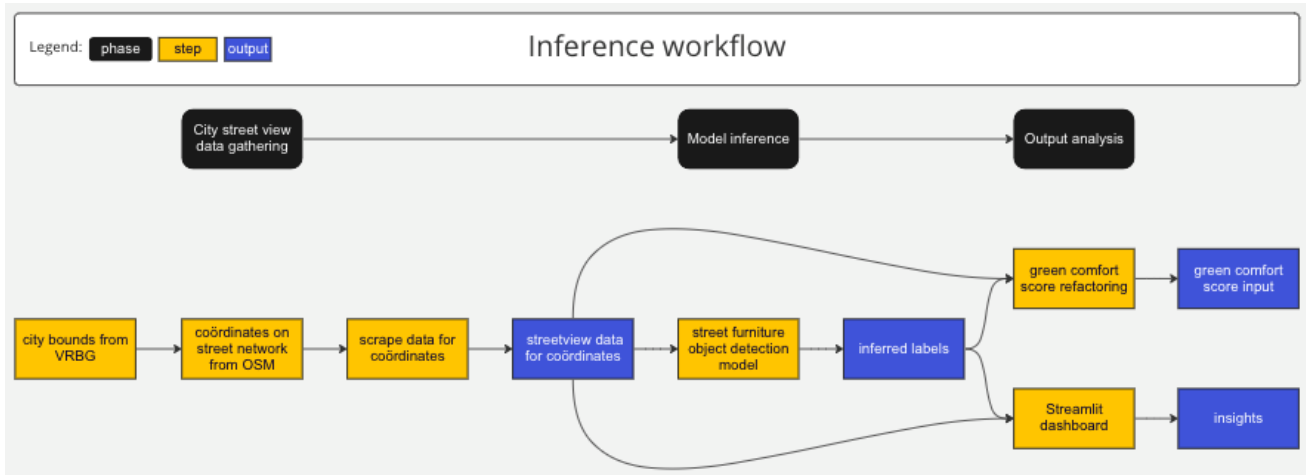 Legend: phase step output
Inference workflow
City street view
data gathering
Model inference
Output analysis
green comfort
score refactoring
green comfort
score input
city bounds from
VRBG
coördinates on
street network
from OSM
scrape data for
coördinates
streetview data
for coördinates
street furniture
object detection
model
inferred labels
Streamlit
dashboard
insights